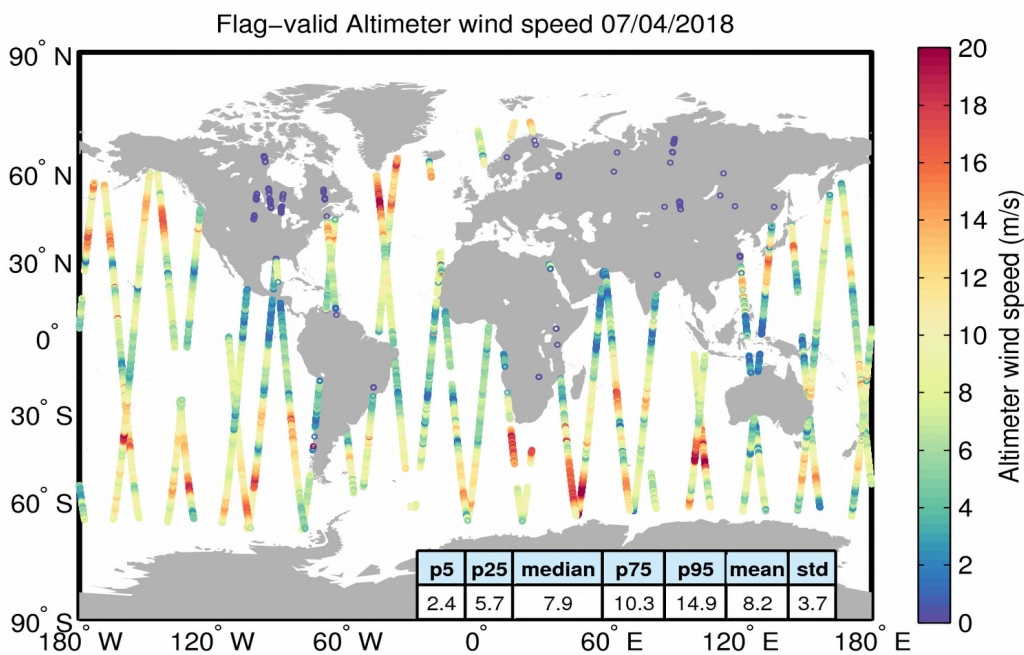 Flag−valid Altimeter wind speed 07/04/2018
90° N
60° N
30° N
0°
30° S
60° S
90° S
180° W
120° W
60° W
0°
60° E
120° E
180° E
p5 p25 median p75 p95 mean std
2.4 5.7 7.9 10.3 14.9 8.2 3.7
20
18
16
14
12
10
8
6
4
2
0
Altimeter wind speed (m/s)